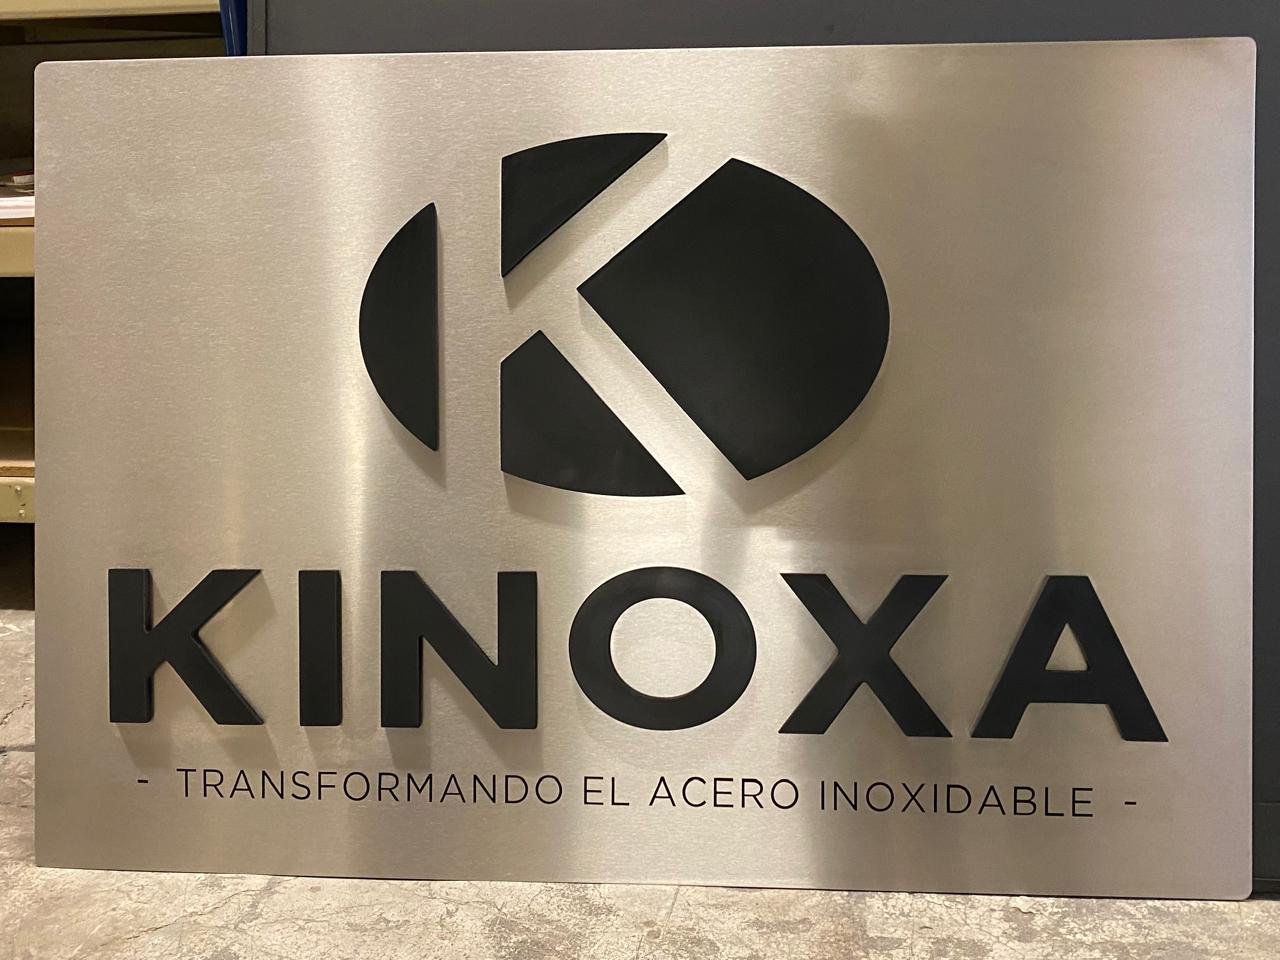 K
KINOXA
- TRANSFORMANDO EL ACERO INOXIDABLE -